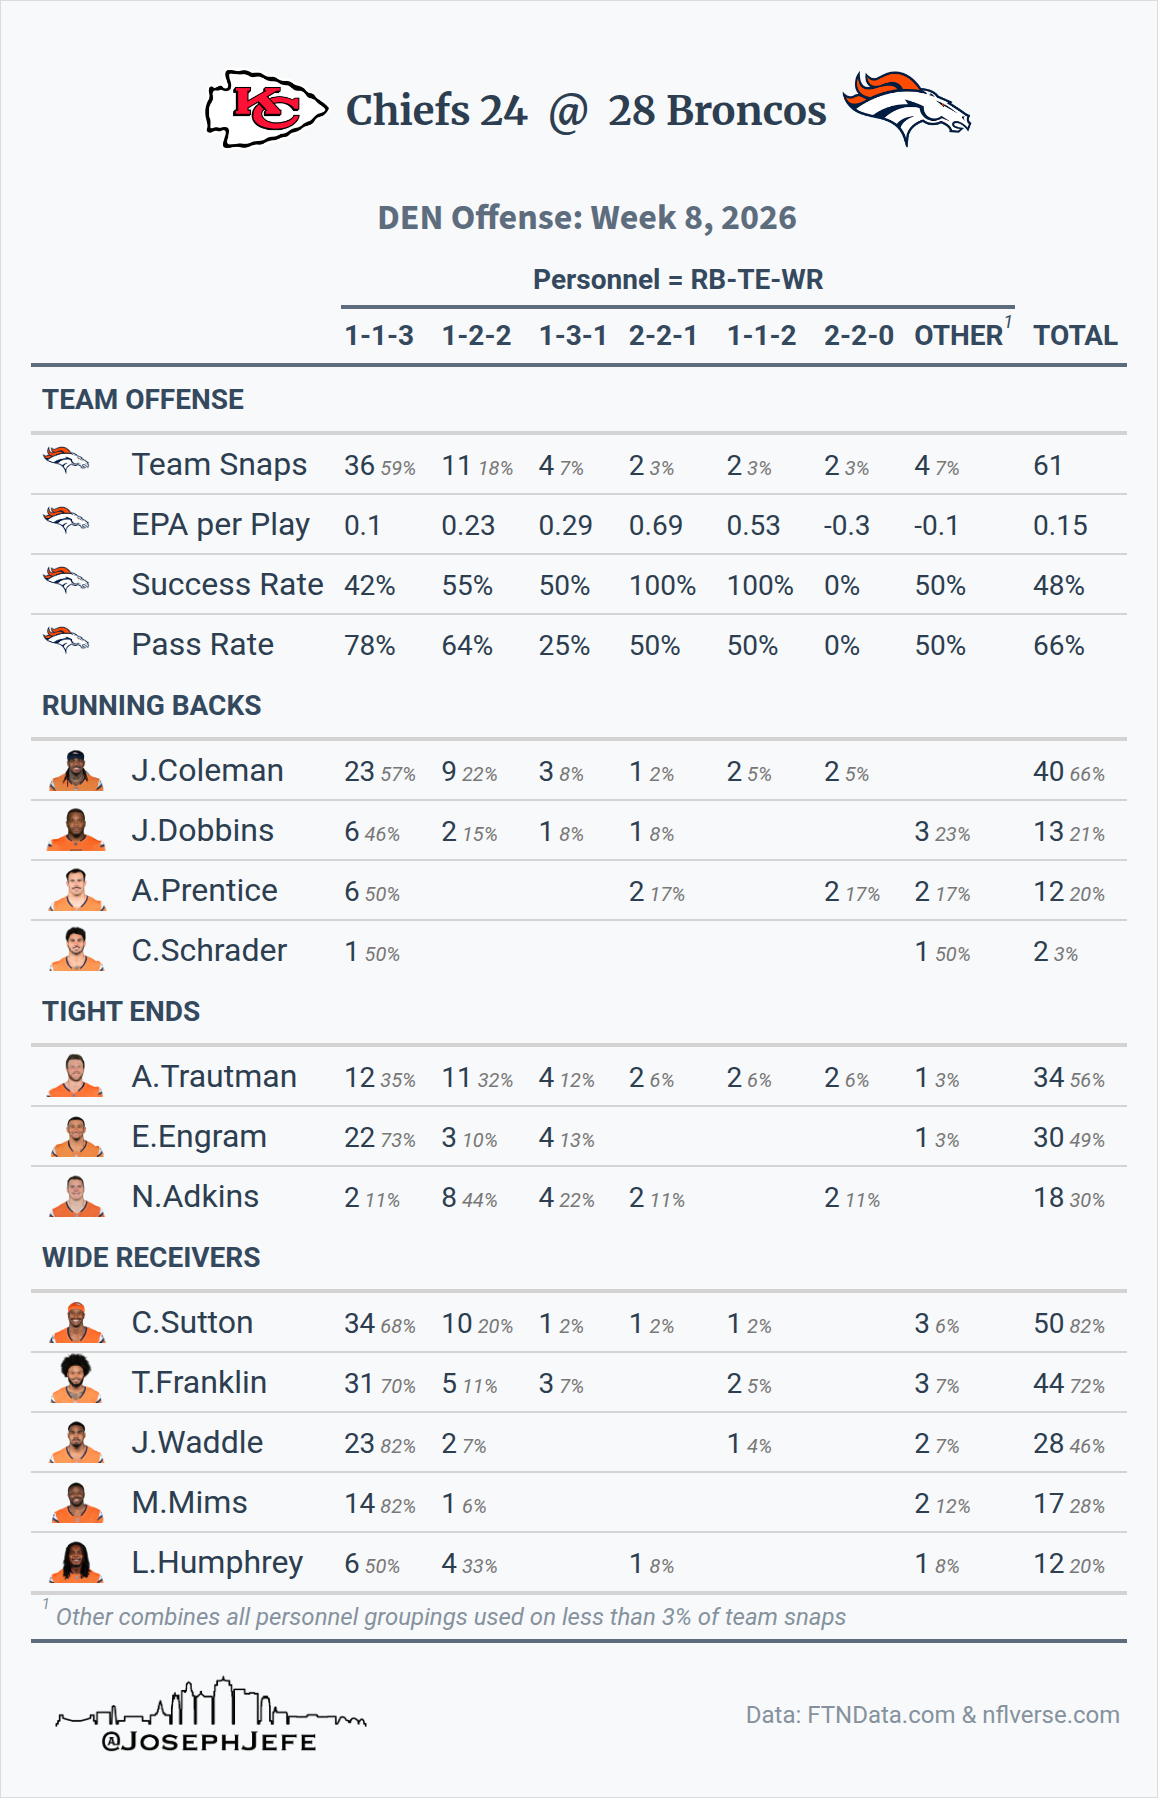 KC Chiefs 24 @ 28 Broncos
DEN Offense: Week 8, 2026
Personnel = RB-TE-WR
1-1-3 1-2-2 1-3-1 2-2-1 1-1-2 2-2-0 OTHER 1 TOTAL
TEAM OFFENSE
Team Snaps 36 59% 11 18% 4 7% 2 3% 2 3% 2 3% 4 7% 61
EPA per Play 0.1 0.23 0.29 0.69 0.53 -0.3 -0.1 0.15
Success Rate 42% 55% 50% 100% 100% 0% 50% 48%
Pass Rate 78% 64% 25% 50% 50% 0% 50% 66%
RUNNING BACKS
J.Coleman 23 57% 9 22% 3 8% 1 2% 2 5% 2 5% 40 66%
J.Dobbins 6 46% 2 15% 1 8% 1 8% 3 23% 13 21%
A.Prentice 6 50% 2 17% 2 17% 2 17% 12 20%
C.Schrader 1 50% 1 50% 2 3%
TIGHT ENDS
A.Trautman 12 35% 11 32% 4 12% 2 6% 2 6% 2 6% 1 3% 34 56%
E.Engram 22 73% 3 10% 4 13% 1 3% 30 49%
N.Adkins 2 11% 8 44% 4 22% 2 11% 2 11% 18 30%
WIDE RECEIVERS
C.Sutton 34 68% 10 20% 1 2% 1 2% 1 2% 3 6% 50 82%
T.Franklin 31 70% 5 11% 3 7% 2 5% 3 7% 44 72%
J.Waddle 23 82% 2 7% 1 4% 2 7% 28 46%
M.Mims 14 82% 1 6% 2 12% 17 28%
L.Humphrey 6 50% 4 33% 1 8% 1 8% 12 20%
1 Other combines all personnel groupings used on less than 3% of team snaps
@JOSEPHJEFE
Data: FTNData.com & nflverse.com